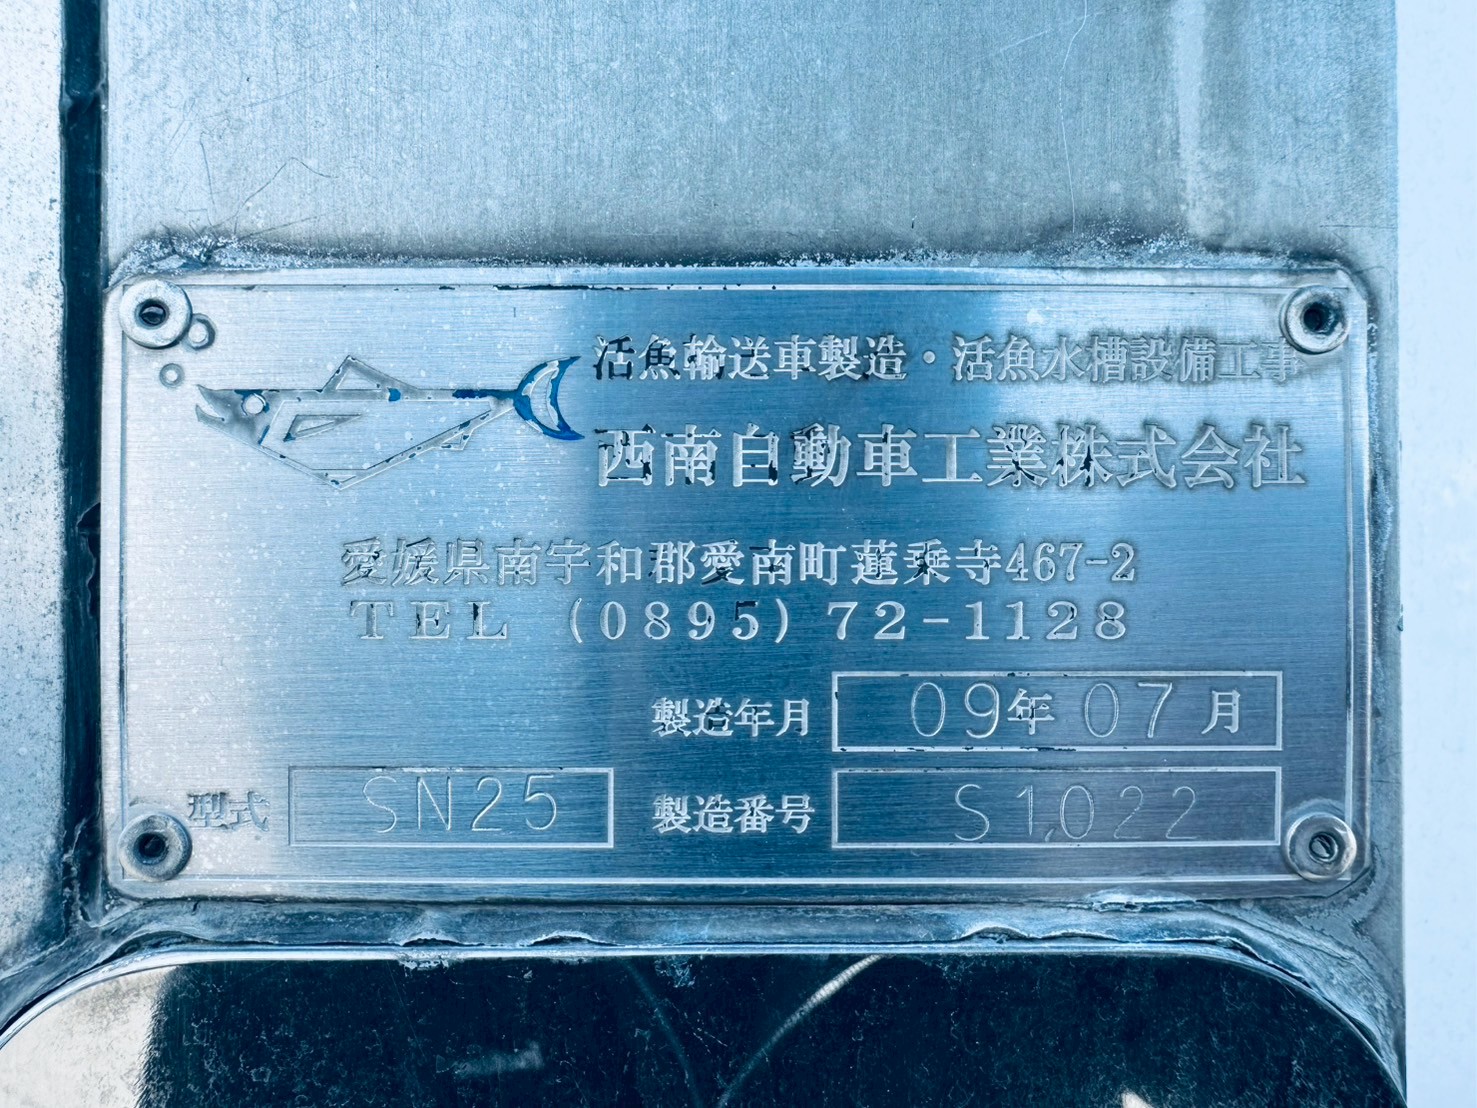 活魚輸送車製造・活魚水槽設備工事
西南自動車工業株式会社
愛媛県南宇和郡愛南町蓮乗寺467-2
TEL (0895) 72-1128
製造年月 09年07月
型式 SN25 製造番号 S1022